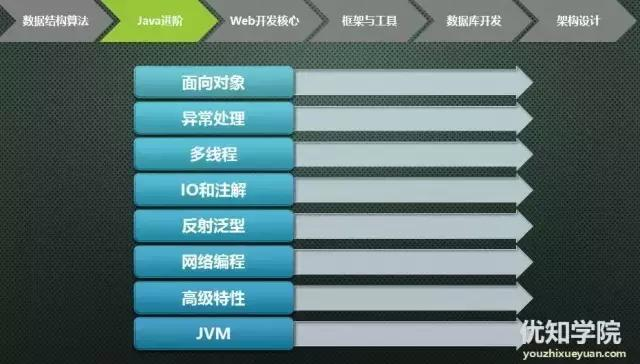 数据结构算法
Java进阶
Web开发核心
框架与工具
数据库开发
架构设计
面向对象
异常处理
多线程
IO和注解
反射泛型
网络编程
高级特性
JVM
优知学院
youzhixueyuan.com